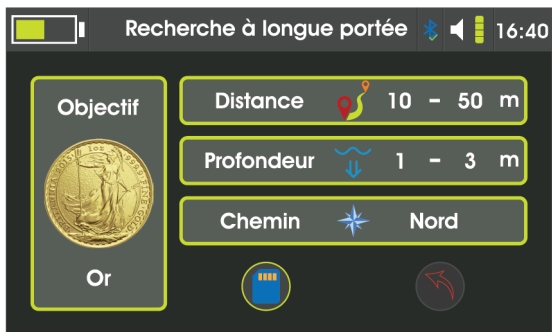 Recherche à longue portée
16:40
Objectif
Or
Distance 10 - 50 m
Profondeur 1 - 3 m
Chemin Nord